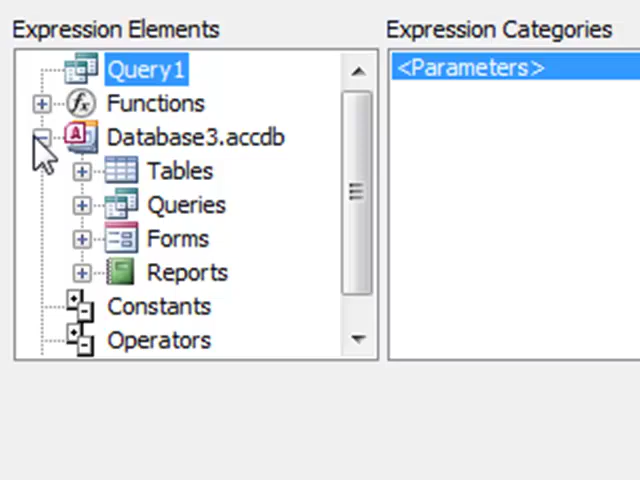 Expression Elements
Expression Categories
Query1
<Parameters>
Functions
Database3.accdb
Tables
Queries
Forms
Reports
Constants
Operators